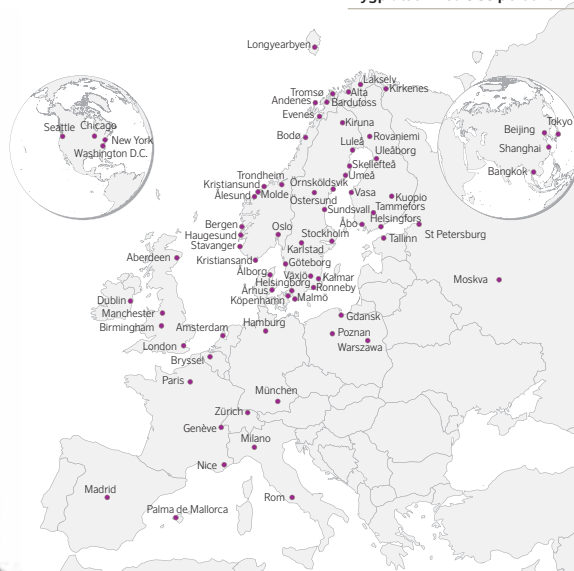 Longyearbyen
Lakselv
Kirkenes
Tromsø
Alta
Andenes
Bardufoss
Evenes
Kiruna
Bodø
Rovaniemi
Luleå
Uleåborg
Skellefteå
Umeå
Trondheim
Örnsköldsvik
Kristiansund
Molde
Ålesund
Östersund
Vasa
Kuopio
Sundsvall
Tammefors
Helsingfors
Bergen
Oslo
Åbo
Haugesund
Stockholm
St Petersburg
Stavanger
Karstad
Tallinn
Aberdeen
Kristiansand
Göteborg
Ålborg
Växjö
Kalmar
Helsingborg
Ronneby
Århus
Köpenhamn
Malmö
Moskva
Dublin
Manchester
Birmingham
Amsterdam
Hamburg
Gdansk
Poznan
Warszawa
London
Bryssel
Paris
München
Zürich
Genève
Milano
Nice
Madrid
Palma de Mallorca
Rom
Seattle
Chicago
New York
Washington D.C.
Tokyo
Beijing
Shanghai
Bangkok